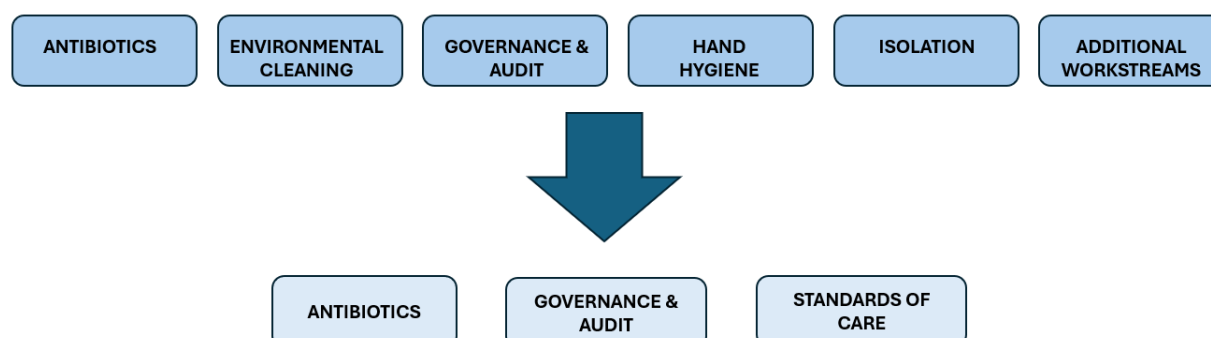 ANTIBIOTICS
ENVIRONMENTAL
CLEANING
GOVERNANCE &
AUDIT
HAND
HYGIENE
ISOLATION
ADDITIONAL
WORKSTREAMS
ANTIBIOTICS
GOVERNANCE &
AUDIT
STANDARDS OF
CARE